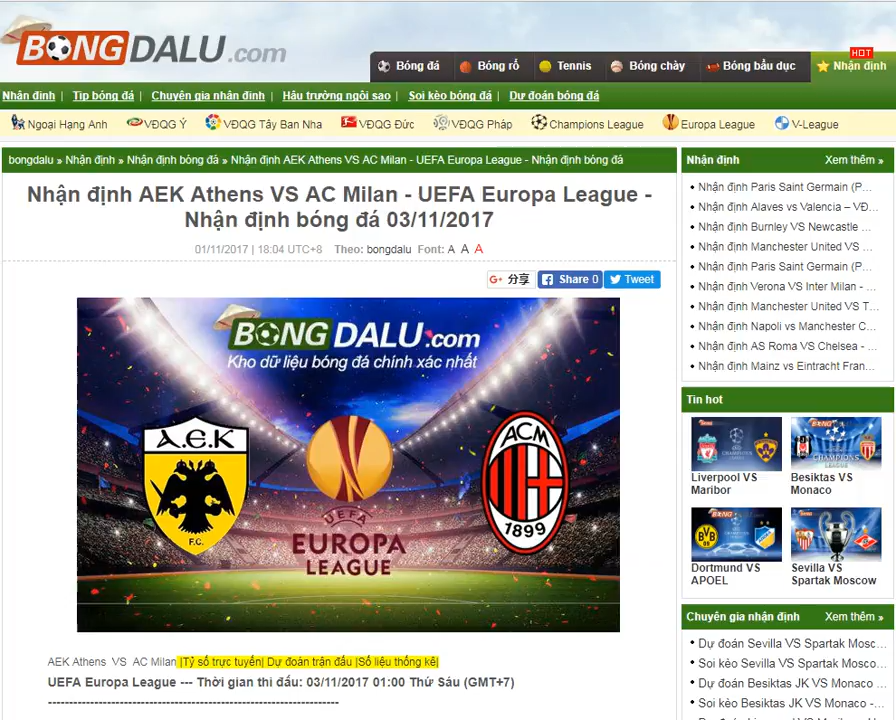 BONGDALU.com
Bóng đá Bóng rổ Tennis Bóng chày Bóng bầu dục HOT Nhận định
Nhận định | Tip bóng đá | Chuyên gia nhận định | Hậu trường ngôi sao | Soi kèo bóng đá | Dự đoán bóng đá
Ngoại Hạng Anh VĐQG Ý VĐQG Tây Ban Nha VĐQG Đức VĐQG Pháp Champions League Europa League V-League
bongdalu » Nhận định » Nhận định bóng đá » Nhận định AEK Athens VS AC Milan - UEFA Europa League - Nhận định bóng đá
Nhận định AEK Athens VS AC Milan - UEFA Europa League -
Nhận định bóng đá 03/11/2017
01/11/2017 | 18:04 UTC+8 Theo: bongdalu Font: A A A
G+ 分享 Share 0 Tweet
BONGDALU.com
Kho dữ liệu bóng đá chính xác nhất
A.E.K
F.C.
UEFA
EUROPA
LEAGUE
ACM
1899
AEK Athens VS AC Milan |Tỷ số trực tuyến| Dự đoán trận đấu |Số liệu thống kê|
UEFA Europa League --- Thời gian thi đấu: 03/11/2017 01:00 Thứ Sáu (GMT+7)
Nhận định Xem thêm »
Nhận định Paris Saint Germain (P...
Nhận định Alaves vs Valencia – VĐ...
Nhận định Burnley VS Newcastle ...
Nhận định Manchester United VS ...
Nhận định Paris Saint Germain (P...
Nhận định Verona VS Inter Milan - ...
Nhận định Manchester United VS T...
Nhận định Napoli vs Manchester C...
Nhận định AS Roma VS Chelsea - ...
Nhận định Mainz vs Eintracht Fran...
Tin hot
Liverpool VS
Maribor
Besiktas VS
Monaco
Dortmund VS
APOEL
Sevilla VS
Spartak Moscow
Chuyên gia nhận định Xem thêm »
Dự đoán Sevilla VS Spartak Mosc...
Soi kèo Sevilla VS Spartak Mosco...
Dự đoán Besiktas JK VS Monaco ...
Soi kèo Besiktas JK VS Monaco -...